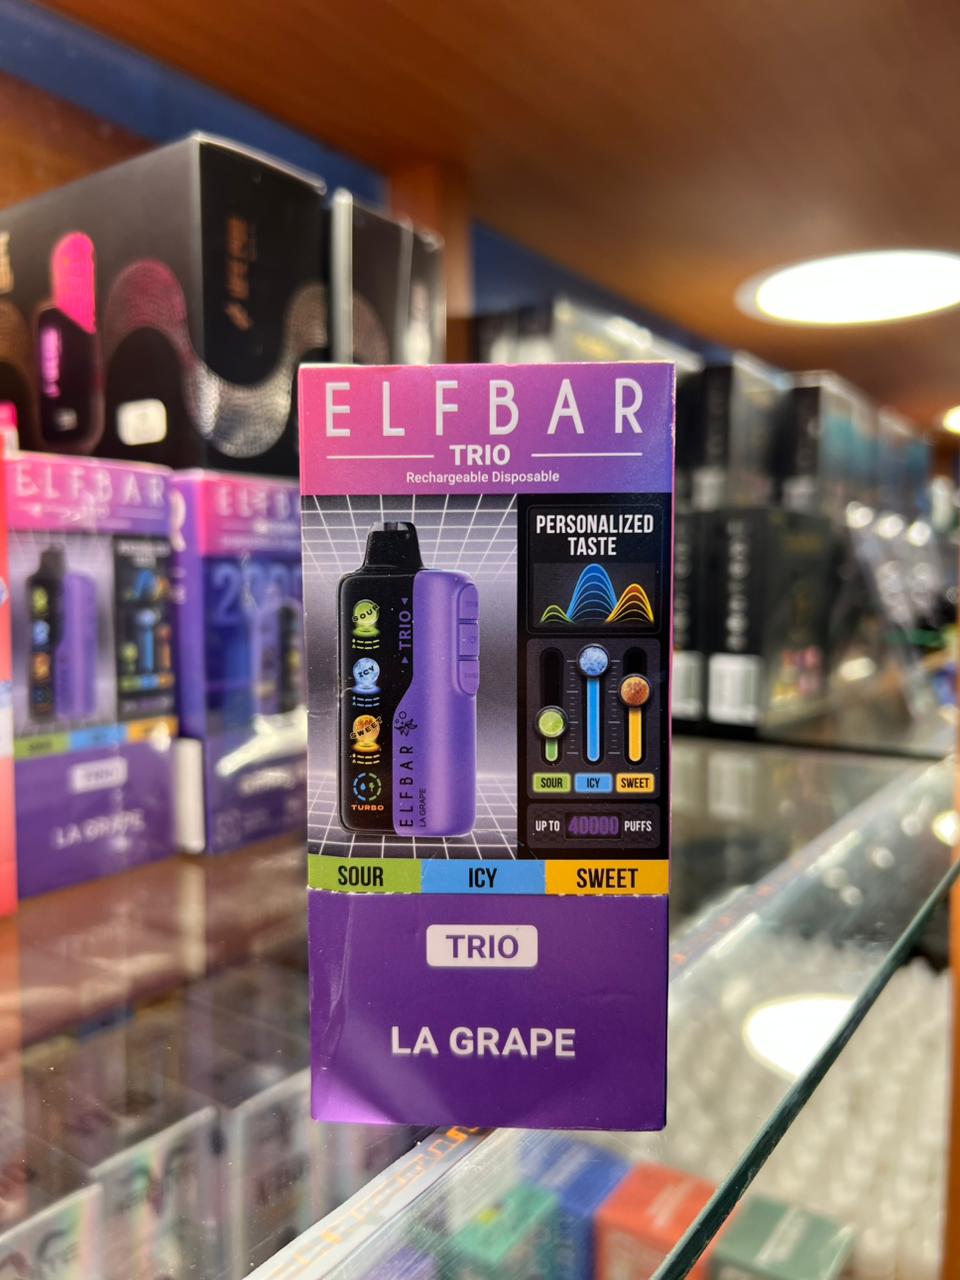 ELFBAR
TRIO
Rechargeable Disposable
PERSONALIZED
TASTE
SOUR
ICY
SWEET
TURBO
TRIO
ELFBAR
LA GRAPE
SOUR ICY SWEET
UP TO 40000 PUFFS
SOUR ICY SWEET
TRIO
LA GRAPE
ELFBAR
TRIO
LA GRAPE
ELFBAR